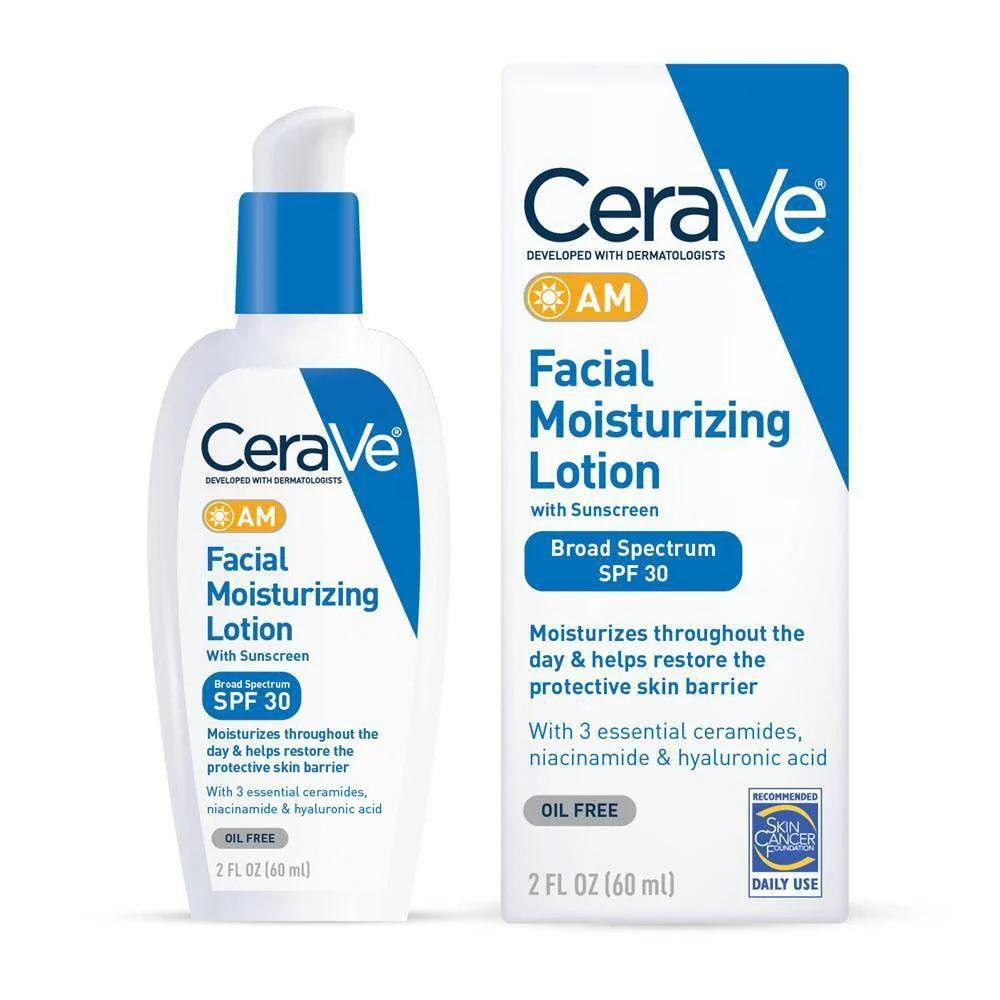 CeraVe®
DEVELOPED WITH DERMATOLOGISTS
AM
Facial
Moisturizing
Lotion
With Sunscreen
Broad Spectrum
SPF 30
Moisturizes throughout the
day & helps restore the
protective skin barrier
With 3 essential ceramides,
niacinamide & hyaluronic acid
OIL FREE
2 FL OZ (60 ml)
CeraVe®
DEVELOPED WITH DERMATOLOGISTS
AM
Facial
Moisturizing
Lotion
with Sunscreen
Broad Spectrum
SPF 30
Moisturizes throughout the
day & helps restore the
protective skin barrier
With 3 essential ceramides,
niacinamide & hyaluronic acid
OIL FREE
2 FL OZ (60 ml)
RECOMMENDED
SKIN
CANCER
FOUNDATION
DAILY USE